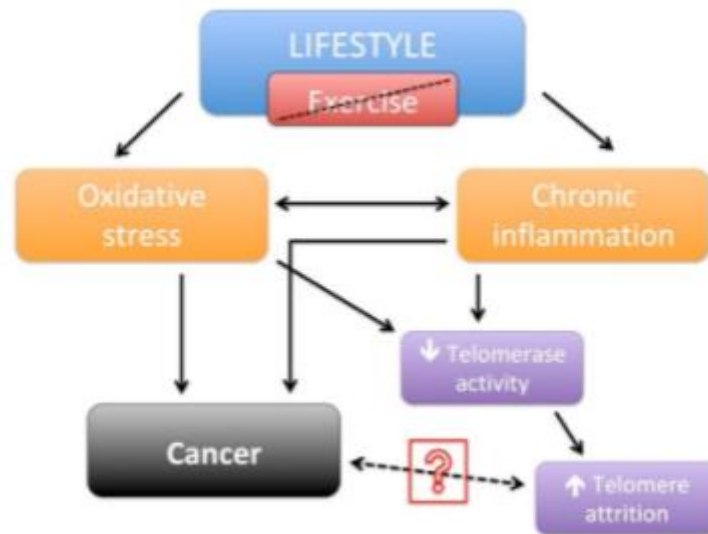 LIFESTYLE
Exercise
Oxidative
stress
Chronic
inflammation
↓ Telomerase
activity
Cancer
?
↑ Telomere
attrition